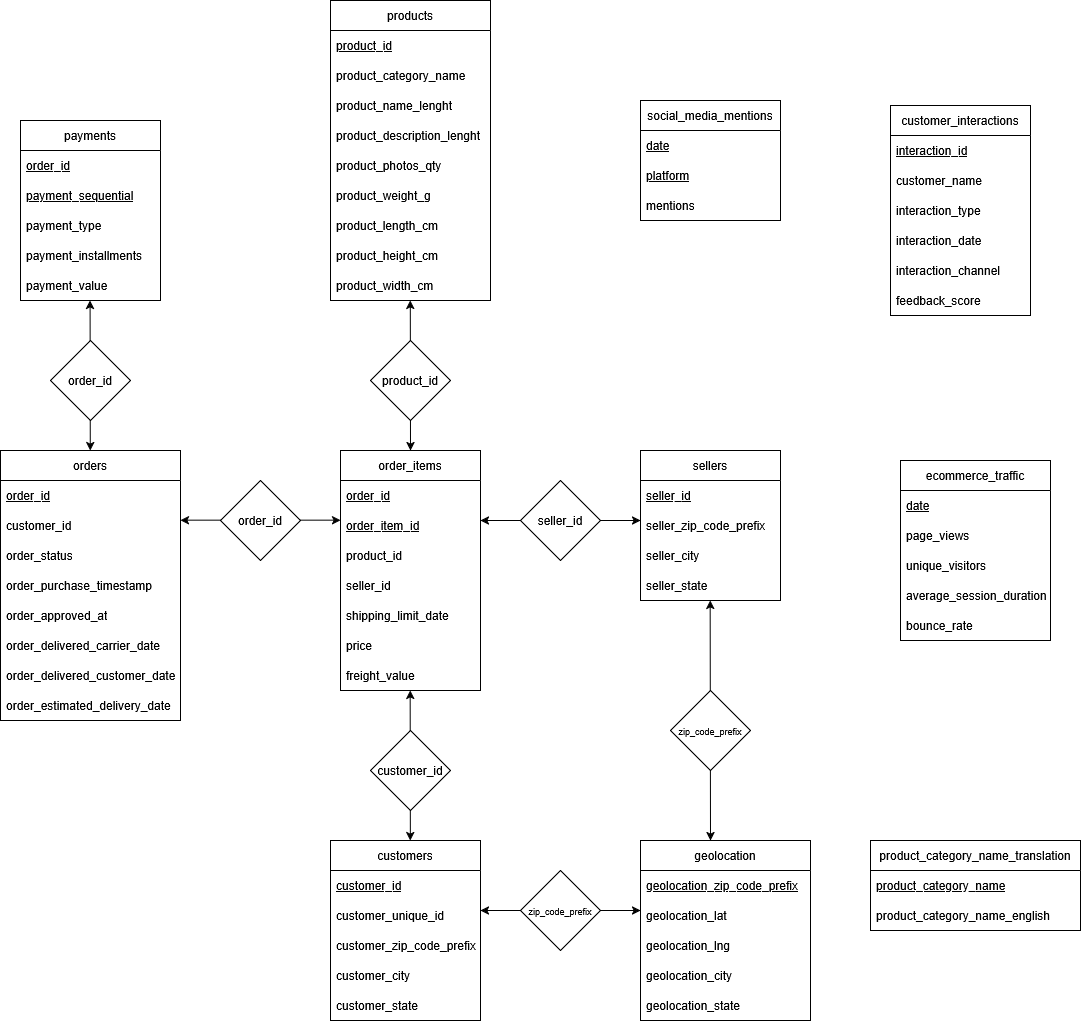 products
product_id
product_category_name
product_name_lenght
product_description_lenght
product_photos_qty
product_weight_g
product_length_cm
product_height_cm
product_width_cm
payments
order_id
payment_sequential
payment_type
payment_installments
payment_value
social_media_mentions
date
platform
mentions
customer_interactions
interaction_id
customer_name
interaction_type
interaction_date
interaction_channel
feedback_score
order_id
product_id
orders
order_id
customer_id
order_status
order_purchase_timestamp
order_approved_at
order_delivered_carrier_date
order_delivered_customer_date
order_estimated_delivery_date
order_id
order_items
order_id
order_item_id
product_id
seller_id
shipping_limit_date
price
freight_value
seller_id
sellers
seller_id
seller_zip_code_prefix
seller_city
seller_state
ecommerce_traffic
date
page_views
unique_visitors
average_session_duration
bounce_rate
customer_id
zip_code_prefix
customers
customer_id
customer_unique_id
customer_zip_code_prefix
customer_city
customer_state
zip_code_prefix
geolocation
geolocation_zip_code_prefix
geolocation_lat
geolocation_lng
geolocation_city
geolocation_state
product_category_name_translation
product_category_name
product_category_name_english